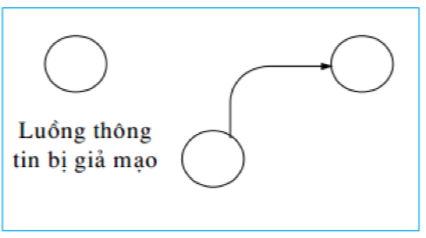 Luồng thông
tin bị giả mạo